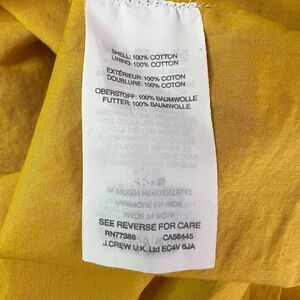 SHELL: 100% COTTON
LINING: 100% COTTON
EXTÉRIEUR: 100% COTON
DOUBLURE: 100% COTON
OBERSTOFF: 100% BAUMWOLLE
FUTTER: 100% BAUMWOLLE
SEE REVERSE FOR CARE
RN77388 CA56445
J.CREW U.K. Ltd EC4V 6JA